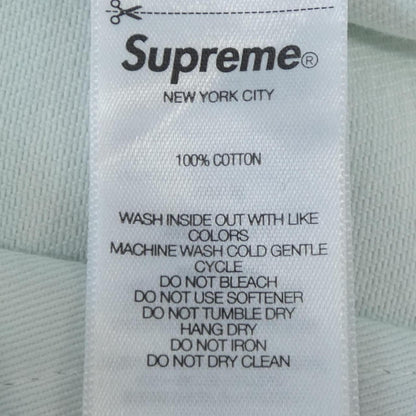 Supreme®
NEW YORK CITY
100% COTTON
WASH INSIDE OUT WITH LIKE
COLORS
MACHINE WASH COLD GENTLE
CYCLE
DO NOT BLEACH
DO NOT USE SOFTENER
DO NOT TUMBLE DRY
HANG DRY
DO NOT IRON
DO NOT DRY CLEAN